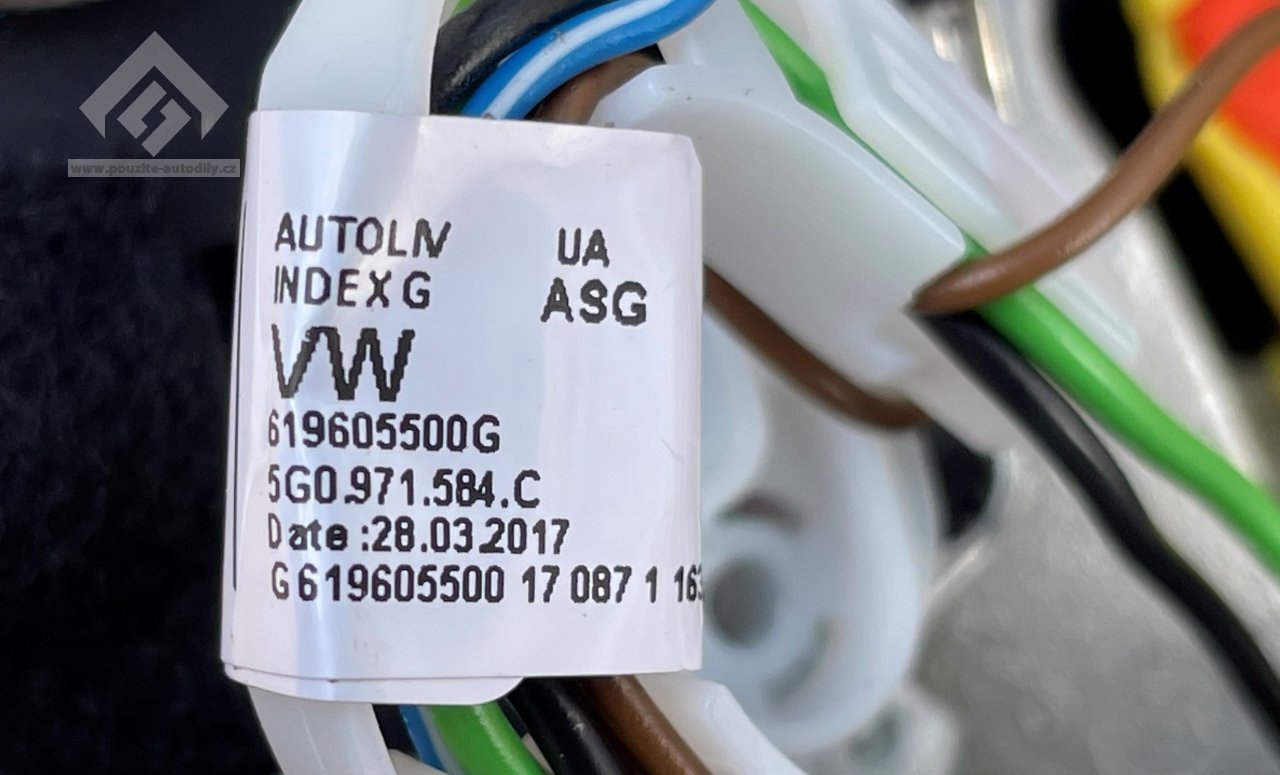 www.pouzite-autodily.cz
AUTOLIV UA
INDEX G ASG
VW
619605500G
5G0.971.584.C
Date :28.03.2017
G 619605500 17 087 1 163